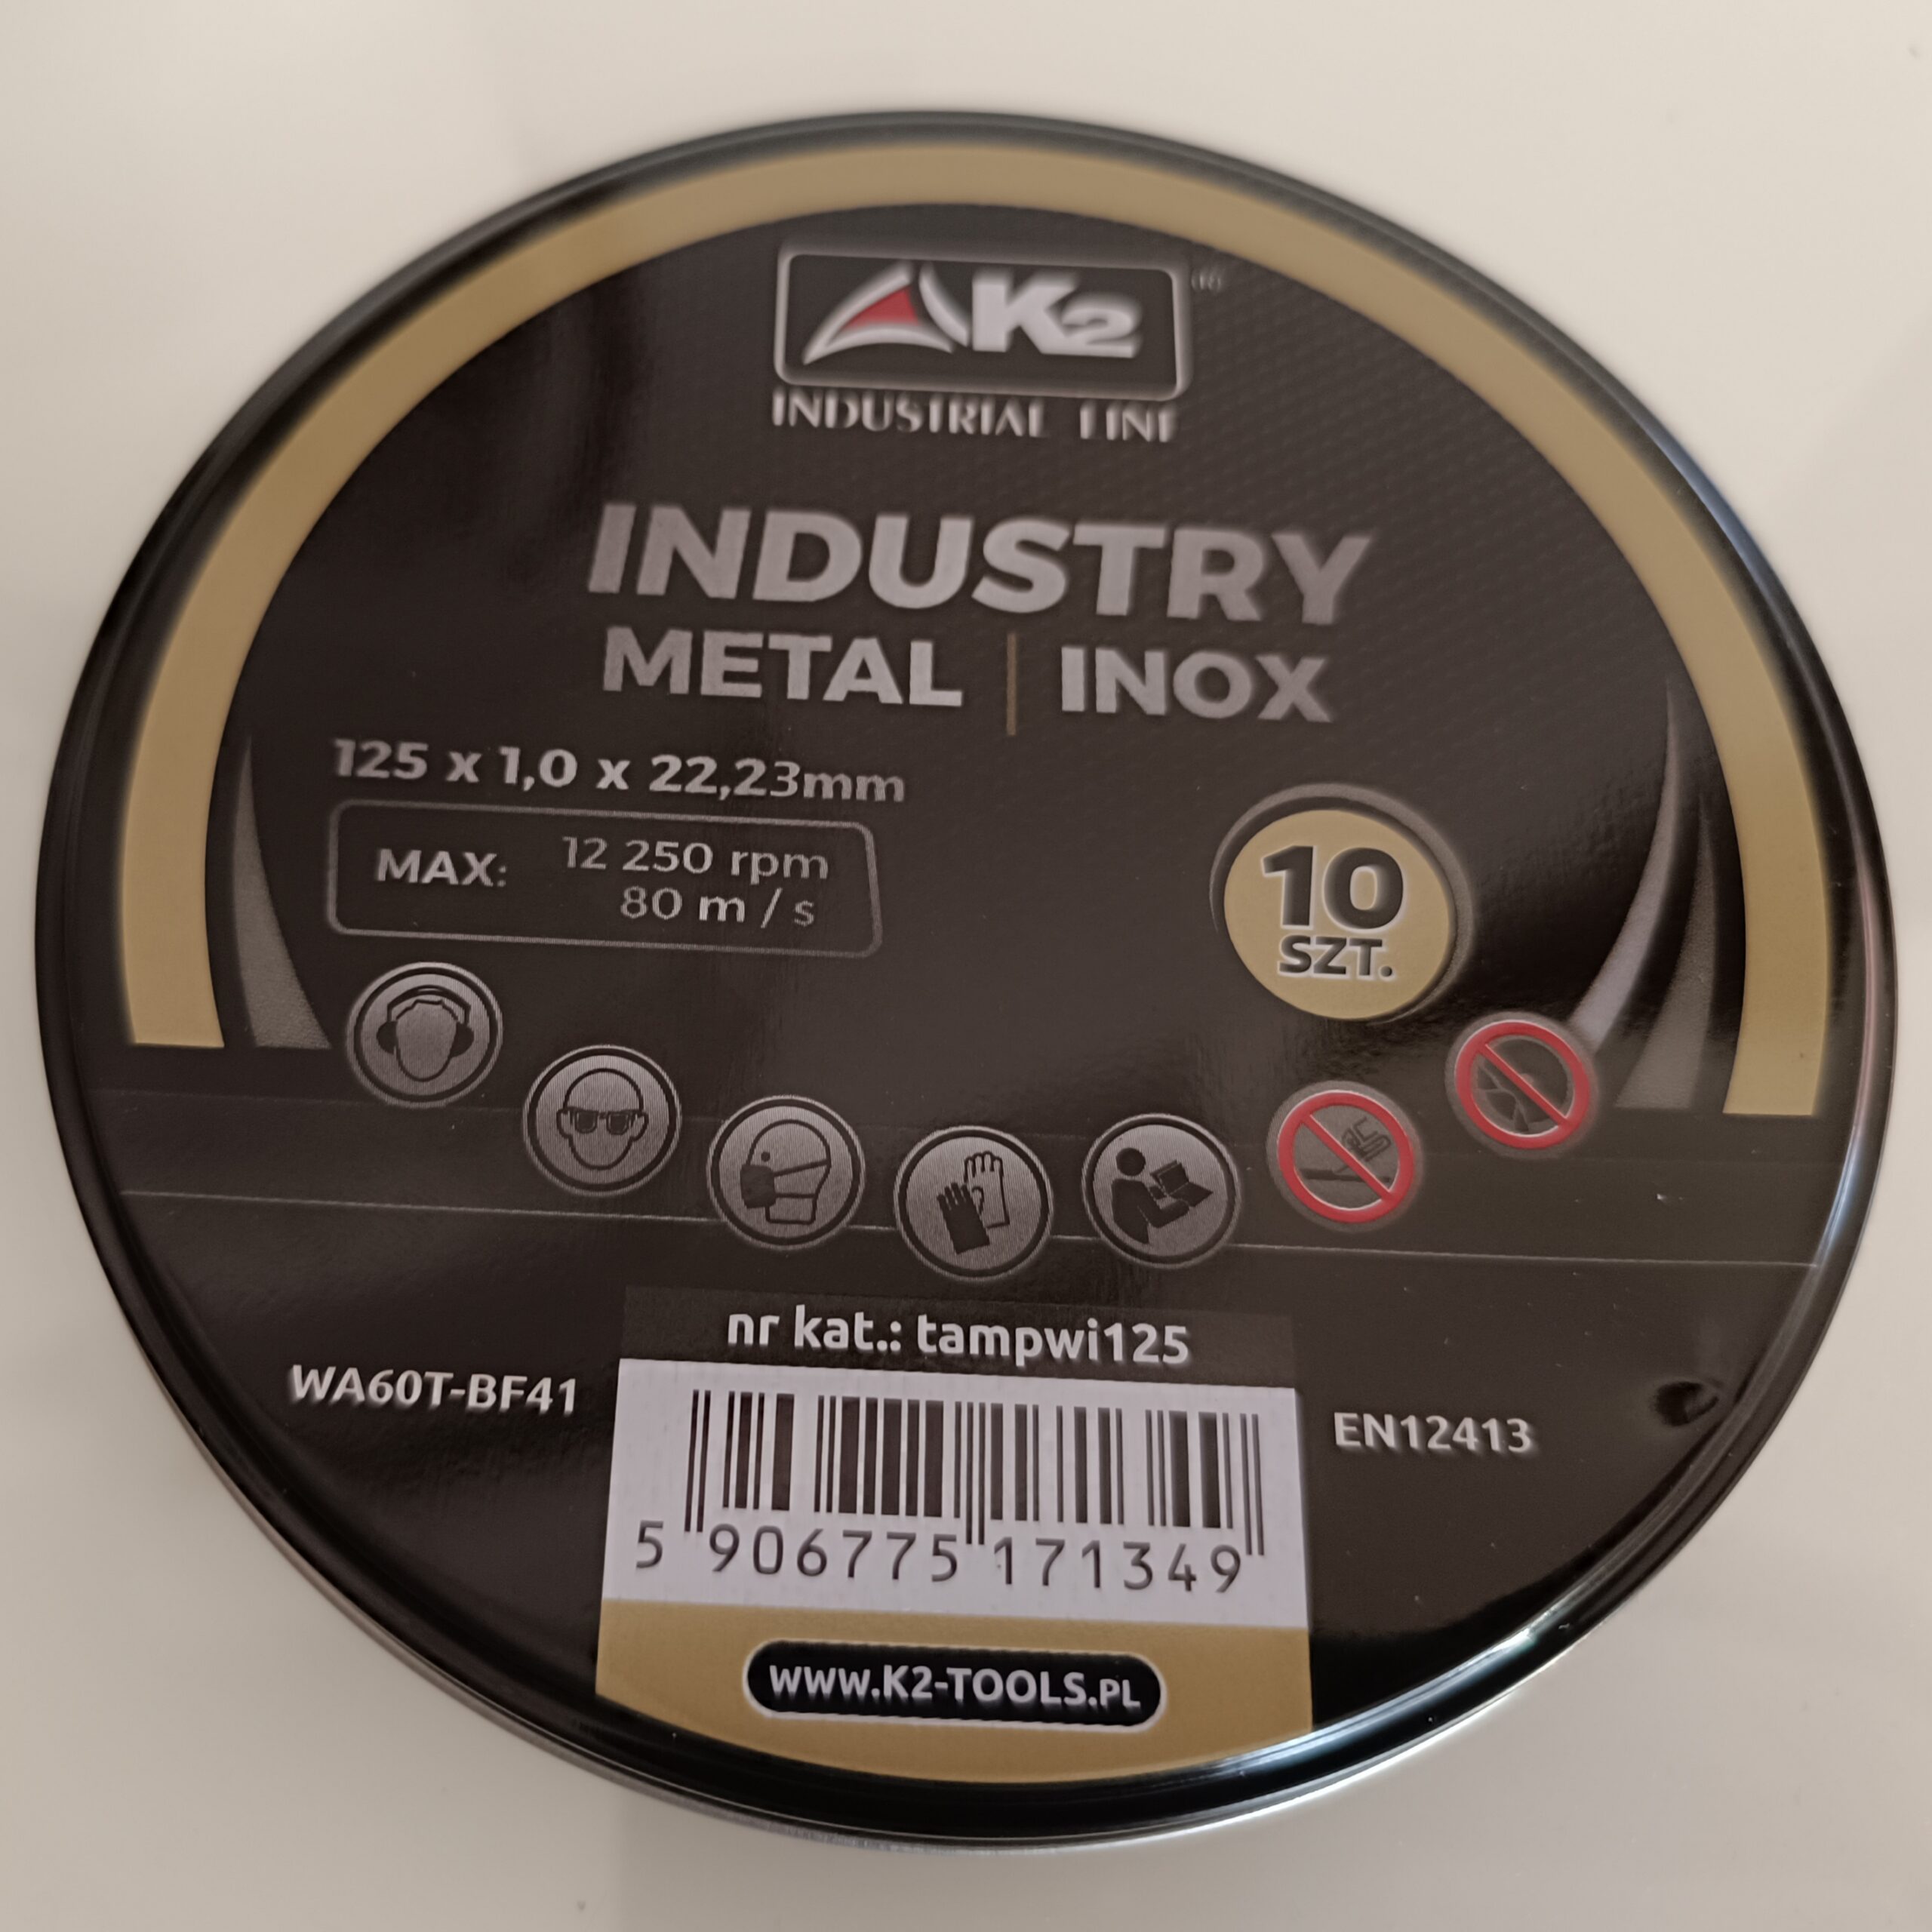 K2
INDUSTRIAL LINE
INDUSTRY
METAL | INOX
125 x 1,0 x 22,23mm
MAX: 12 250 rpm
80 m / s
10
SZT.
nr kat.: tampwi125
WA60T-BF41
EN12413
5 906775 171349
WWW.K2-TOOLS.PL